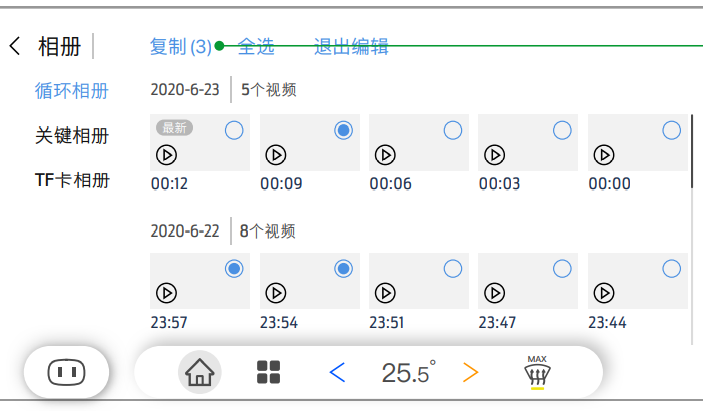 相册 复制 (3) 全选 退出编辑
循环相册
关键相册
TF卡相册
2020-6-23 5个视频
最新
00:12 00:09 00:06 00:03 00:00
2020-6-22 8个视频
23:57 23:54 23:51 23:47 23:44
25.5°
MAX